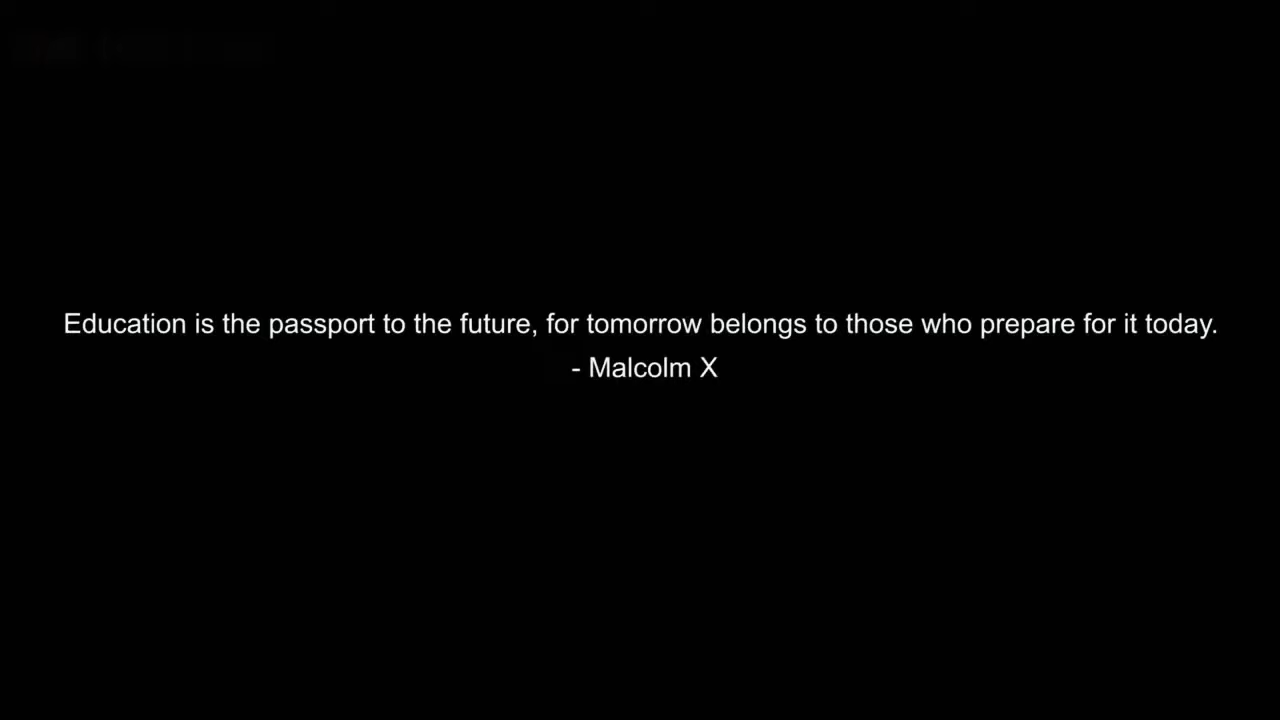 Education is the passport to the future, for tomorrow belongs to those who prepare for it today.
- Malcolm X